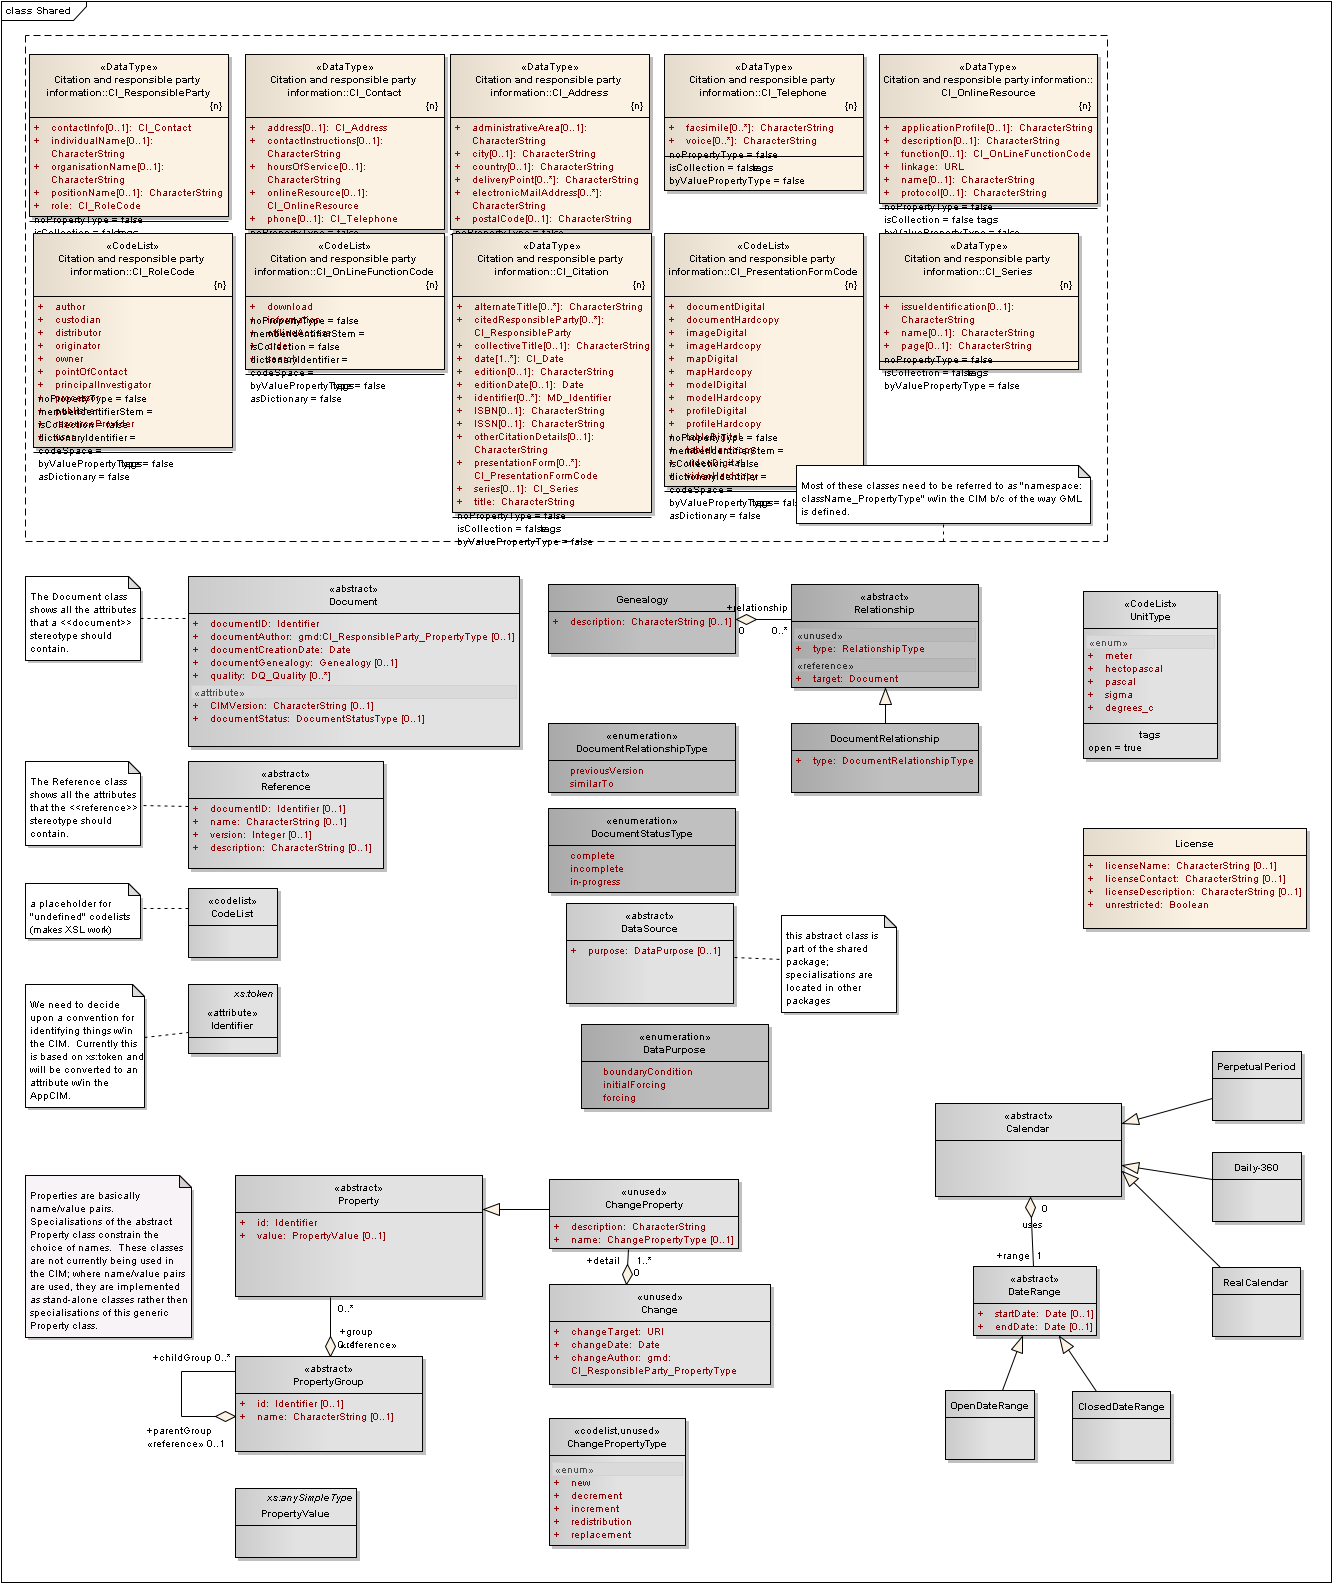 class Shared
«DataType»
Citation and responsible party
information::CI_ResponsibleParty
{n}
+ contactInfo[0..1]: CI_Contact
+ individualName[0..1]:
CharacterString
+ organisationName[0..1]:
CharacterString
+ positionName[0..1]: CharacterString
+ role: CI_RoleCode
noPropertyType = false
isCollection = false
tags
«DataType»
Citation and responsible party
information::CI_Contact
{n}
+ address[0..1]: CI_Address
+ contactInstructions[0..1]:
CharacterString
+ hoursOfService[0..1]:
CharacterString
+ onlineResource[0..1]:
CI_OnlineResource
+ phone[0..1]: CI_Telephone
noPropertyType = false
«DataType»
Citation and responsible party
information::CI_Address
{n}
+ administrativeArea[0..1]:
CharacterString
+ city[0..1]: CharacterString
+ country[0..1]: CharacterString
+ deliveryPoint[0..*]: CharacterString
+ electronicMailAddress[0..*]:
CharacterString
+ postalCode[0..1]: CharacterString
noPropertyType = false
«DataType»
Citation and responsible party
information::CI_Telephone
{n}
+ facsimile[0..*]: CharacterString
+ voice[0..*]: CharacterString
noPropertyType = false
isCollection = false
tags
byValuePropertyType = false
«DataType»
Citation and responsible party information::
CI_OnlineResource
{n}
+ applicationProfile[0..1]: CharacterString
+ description[0..1]: CharacterString
+ function[0..1]: CI_OnLineFunctionCode
+ linkage: URL
+ name[0..1]: CharacterString
+ protocol[0..1]: CharacterString
noPropertyType = false
isCollection = false tags
byValuePropertyType = false
«CodeList»
Citation and responsible party
information::CI_RoleCode
{n}
+ author
+ custodian
+ distributor
+ originator
+ owner
+ pointOfContact
+ principalInvestigator
+ processor
+ publisher
+ resourceProvider
+ user
noPropertyType = false
memberIdentifierStem =
isCollection = false
dictionaryIdentifier =
codeSpace =
byValuePropertyType = false
tags
asDictionary = false
«CodeList»
Citation and responsible party
information::CI_OnLineFunctionCode
{n}
+ download
+ information
+ offlineAccess
+ order
+ search
noPropertyType = false
memberIdentifierStem =
isCollection = false
dictionaryIdentifier =
codeSpace =
byValuePropertyType = false
tags
asDictionary = false
«DataType»
Citation and responsible party
information::CI_Citation
{n}
+ alternateTitle[0..*]: CharacterString
+ citedResponsibleParty[0..*]:
CI_ResponsibleParty
+ collectiveTitle[0..1]: CharacterString
+ date[1..*]: CI_Date
+ edition[0..1]: CharacterString
+ editionDate[0..1]: Date
+ identifier[0..*]: MD_Identifier
+ ISBN[0..1]: CharacterString
+ ISSN[0..1]: CharacterString
+ otherCitationDetails[0..1]:
CharacterString
+ presentationForm[0..*]:
CI_PresentationFormCode
+ series[0..1]: CI_Series
+ title: CharacterString
noPropertyType = false
isCollection = false
tags
byValuePropertyType = false
«CodeList»
Citation and responsible party
information::CI_PresentationFormCode
{n}
+ documentDigital
+ documentHardcopy
+ imageDigital
+ imageHardcopy
+ mapDigital
+ mapHardcopy
+ modelDigital
+ modelHardcopy
+ profileDigital
+ profileHardcopy
+ tableDigital
+ tableHardcopy
+ videoDigital
+ videoHardcopy
noPropertyType = false
memberIdentifierStem =
isCollection = false
dictionaryIdentifier =
codeSpace =
tags
asDictionary = false
«DataType»
Citation and responsible party
information::CI_Series
{n}
+ issueIdentification[0..1]:
CharacterString
+ name[0..1]: CharacterString
+ page[0..1]: CharacterString
noPropertyType = false
isCollection = false
tags
byValuePropertyType = false
Most of these classes need to be referred to as "namespace:
className_PropertyType" w/in the CIM b/c of the way GML
is defined.
The Document class
shows all the attributes
that a <<document>>
stereotype should
contain.
«abstract»
Document
+ documentID: Identifier
+ documentAuthor: gmd:CI_ResponsibleParty_PropertyType [0..1]
+ documentCreationDate: Date
+ documentGenealogy: Genealogy [0..1]
+ quality: DQ_Quality [0..*]
«attribute»
+ CIMVersion: CharacterString [0..1]
+ documentStatus: DocumentStatusType [0..1]
Genealogy
+ description: CharacterString [0..1]
+relationship
0
0..*
«abstract»
Relationship
«unused»
+ type: RelationshipType
«reference»
+ target: Document
«CodeList»
UnitType
«enum»
+ meter
+ hectopascal
+ pascal
+ sigma
+ degrees_c
tags
open = true
«enumeration»
DocumentRelationshipType
previousVersion
similarTo
DocumentRelationship
+ type: DocumentRelationshipType
The Reference class
shows all the attributes
that the <<reference>>
stereotype should
contain.
«abstract»
Reference
+ documentID: Identifier [0..1]
+ name: CharacterString [0..1]
+ version: Integer [0..1]
+ description: CharacterString [0..1]
«enumeration»
DocumentStatusType
complete
incomplete
in-progress
License
+ licenseName: CharacterString [0..1]
+ licenseContact: CharacterString [0..1]
+ licenseDescription: CharacterString [0..1]
+ unrestricted: Boolean
a placeholder for
"undefined" codelists
(makes XSL work)
«codelist»
CodeList
«abstract»
DataSource
+ purpose: DataPurpose [0..1]
this abstract class is
part of the shared
package;
specialisations are
located in other
packages
We need to decide
upon a convention for
identifying things w/in
the CIM. Currently this
is based on xs:token and
will be converted to an
attribute w/in the
AppCIM.
xs:token
«attribute»
Identifier
«enumeration»
DataPurpose
boundaryCondition
initialForcing
forcing
PerpetualPeriod
«abstract»
Calendar
Daily-360
0
uses
+range 1
RealCalendar
«abstract»
DateRange
+ startDate: Date [0..1]
+ endDate: Date [0..1]
OpenDateRange
ClosedDateRange
Properties are basically
name/value pairs.
Specialisations of the abstract
Property class constrain the
choice of names. These classes
are not currently being used in
the CIM; where name/value pairs
are used, they are implemented
as stand-alone classes rather then
specialisations of this generic
Property class.
«abstract»
Property
+ id: Identifier
+ value: PropertyValue [0..1]
«unused»
ChangeProperty
+ description: CharacterString
+ name: ChangePropertyType [0..1]
+detail
1..*
0
«unused»
Change
+ changeTarget: URI
+ changeDate: Date
+ changeAuthor: gmd:
CI_ResponsibleParty_PropertyType
0..*
+group
0..1
«reference»
+childGroup 0..*
«abstract»
PropertyGroup
+ id: Identifier [0..1]
+ name: CharacterString [0..1]
+parentGroup
«reference» 0..1
«codelist,unused»
ChangePropertyType
«enum»
+ new
+ decrement
+ increment
+ redistribution
+ replacement
xs:anySimpleType
PropertyValue